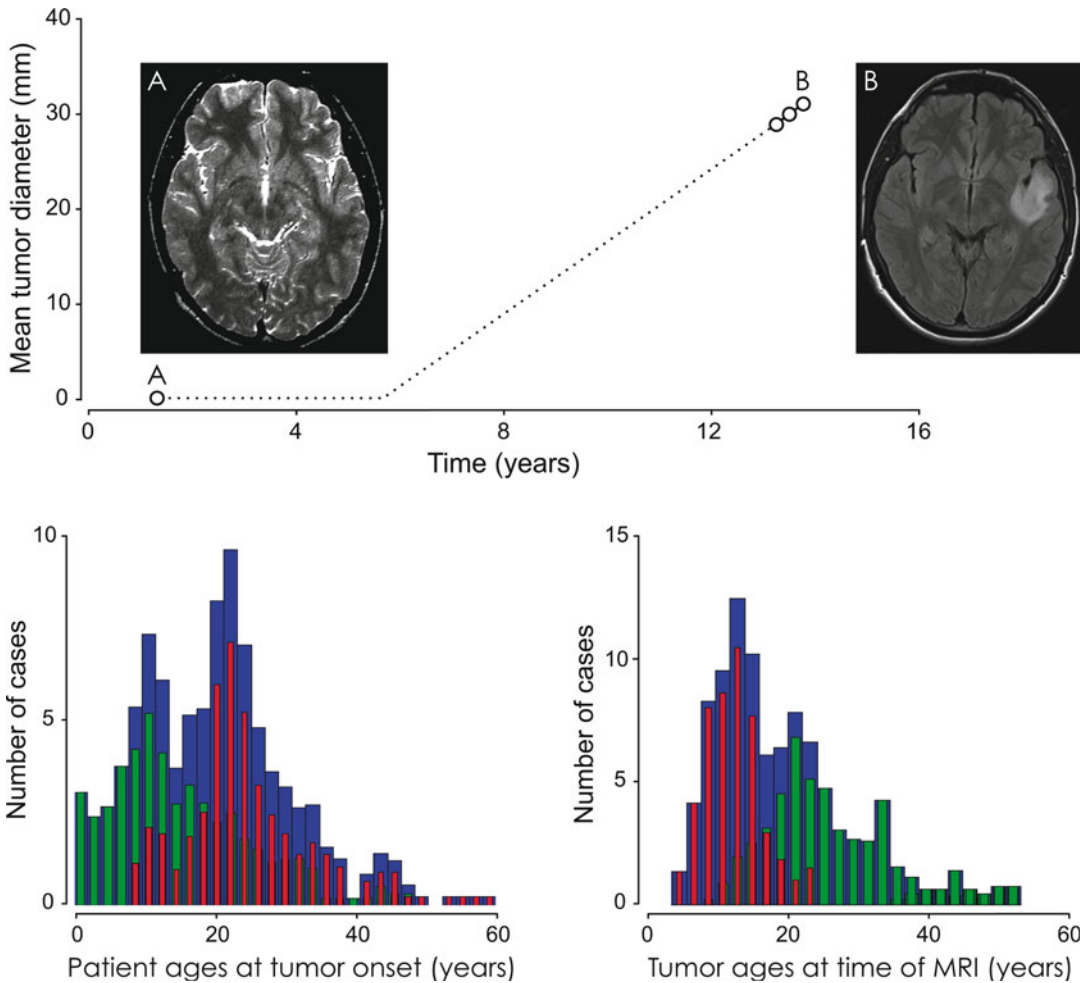 Mean tumor diameter (mm)
40
30
20
10
0
A
B
A
B
0 4 8 12 16
Time (years)
Number of cases
10
5
0
0 20 40 60
Patient ages at tumor onset (years)
Number of cases
15
10
5
0
0 20 40 60
Tumor ages at time of MRI (years)